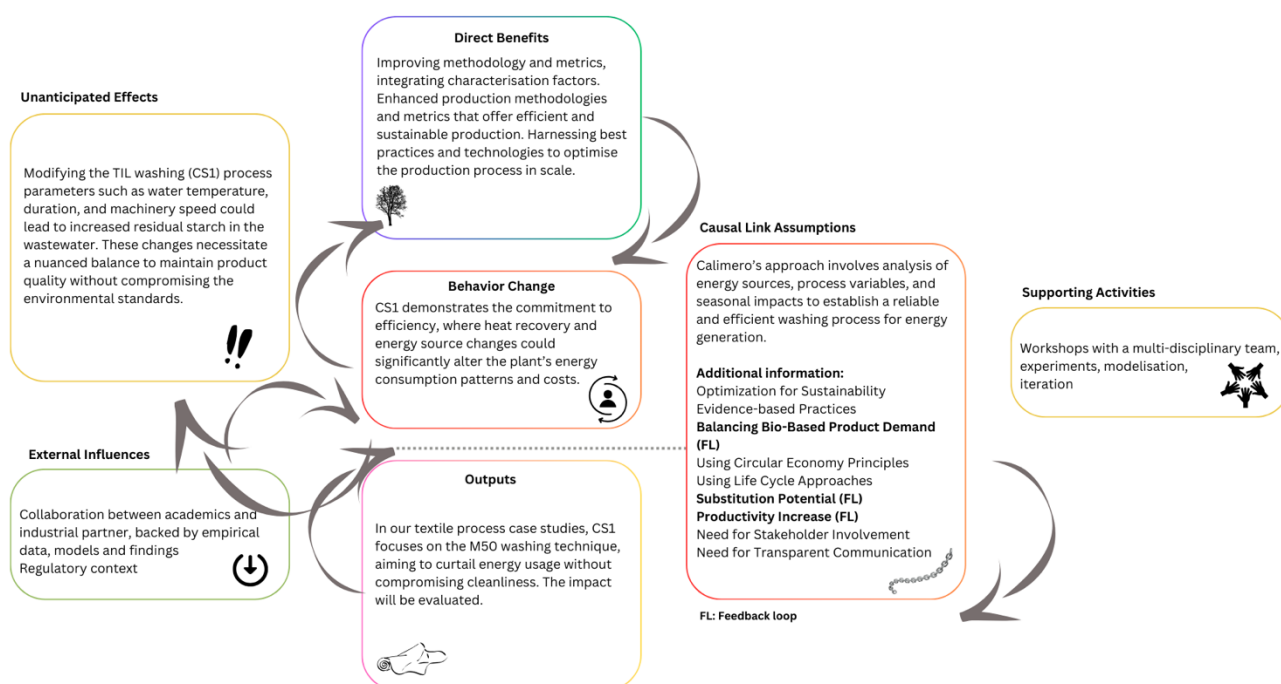 Unanticipated Effects
Modifying the TIL washing (CS1) process
parameters such as water temperature,
duration, and machinery speed could
lead to increased residual starch in the
wastewater. These changes necessitate
a nuanced balance to maintain product
quality without compromising the
environmental standards.
External Influences
Collaboration between academics and
industrial partner, backed by empirical
data, models and findings
Regulatory context
Direct Benefits
Improving methodology and metrics,
integrating characterisation factors.
Enhanced production methodologies
and metrics that offer efficient and
sustainable production. Harnessing best
practices and technologies to optimise
the production process in scale.
Behavior Change
CS1 demonstrates the commitment to
efficiency, where heat recovery and
energy source changes could
significantly alter the plant’s energy
consumption patterns and costs.
Outputs
In our textile process case studies, CS1
focuses on the M50 washing technique,
aiming to curtail energy usage without
compromising cleanliness. The impact
will be evaluated.
Causal Link Assumptions
Calimero’s approach involves analysis of
energy sources, process variables, and
seasonal impacts to establish a reliable
and efficient washing process for energy
generation.
Additional information:
Optimization for Sustainability
Evidence-based Practices
Balancing Bio-Based Product Demand
(FL)
Using Circular Economy Principles
Using Life Cycle Approaches
Substitution Potential (FL)
Productivity Increase (FL)
Need for Stakeholder Involvement
Need for Transparent Communication
FL: Feedback loop
Supporting Activities
Workshops with a multi-disciplinary team,
experiments, modelisation,
iteration